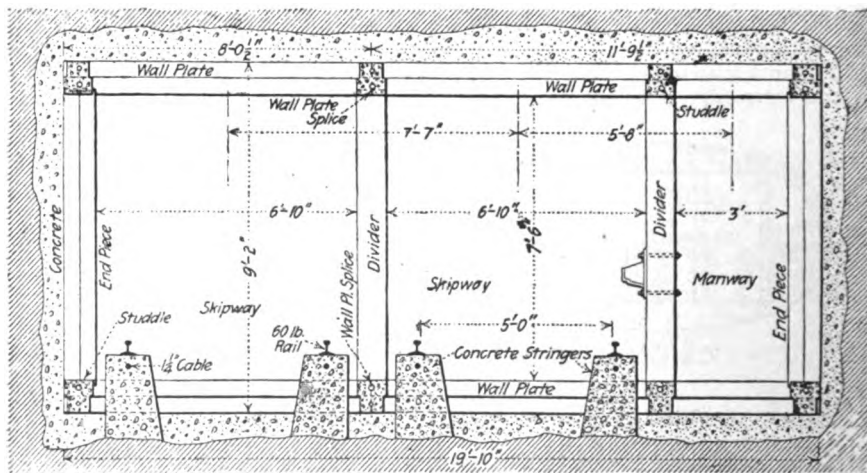 8'-0½"
11'-9½"
Wall Plate
Wall Plate
Wall Plate
Splice
Studdle
7'-7"
5'-8"
6'-10"
6'-10"
3'
Concrete
End Piece
9'-2"
Divider
7'-6"
Divider
Manway
End Piece
Skipway
Skipway
Wall Pl. Splice
Studdle
60 lb.
Rail
5'-0"
1¼" Cable
Concrete Stringers
Wall Plate
19'-10"